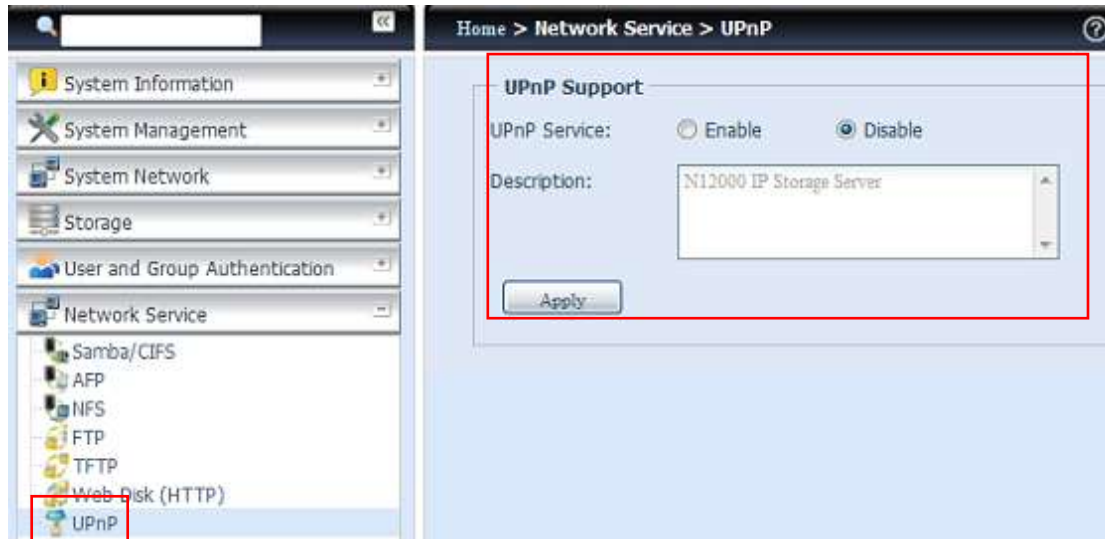 Home > Network Service > UPnP
System Information
System Management
System Network
Storage
User and Group Authentication
Network Service
Samba/CIFS
AFP
NFS
FTP
TFTP
Web Disk (HTTP)
UPnP
UPnP Support
UPnP Service: Enable Disable
Description: N12000 IP Storage Server
Apply